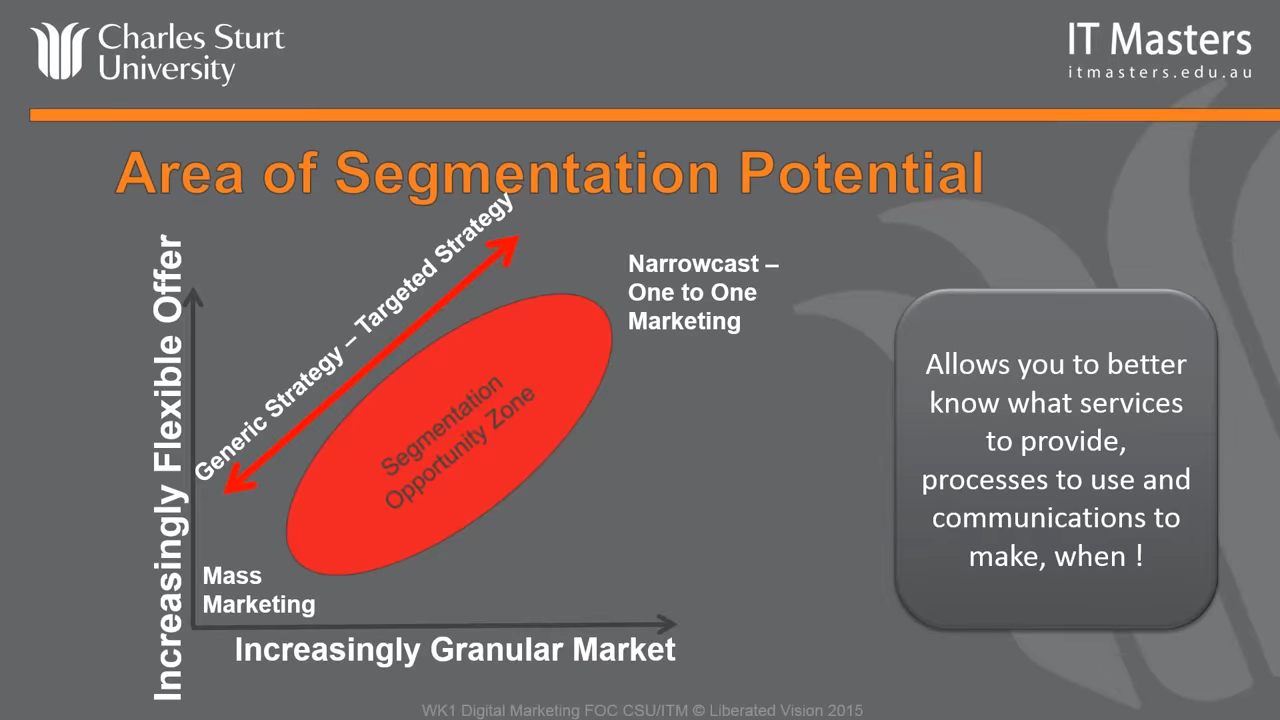 Charles Sturt
University
IT Masters
itmasters.edu.au
Area of Segmentation Potential
Increasingly Flexible Offer
Generic Strategy – Targeted Strategy
Narrowcast –
One to One
Marketing
Segmentation
Opportunity Zone
Mass
Marketing
Increasingly Granular Market
Allows you to better
know what services
to provide,
processes to use and
communications to
make, when !
WK1 Digital Marketing FOC CSU/ITM © Liberated Vision 2015